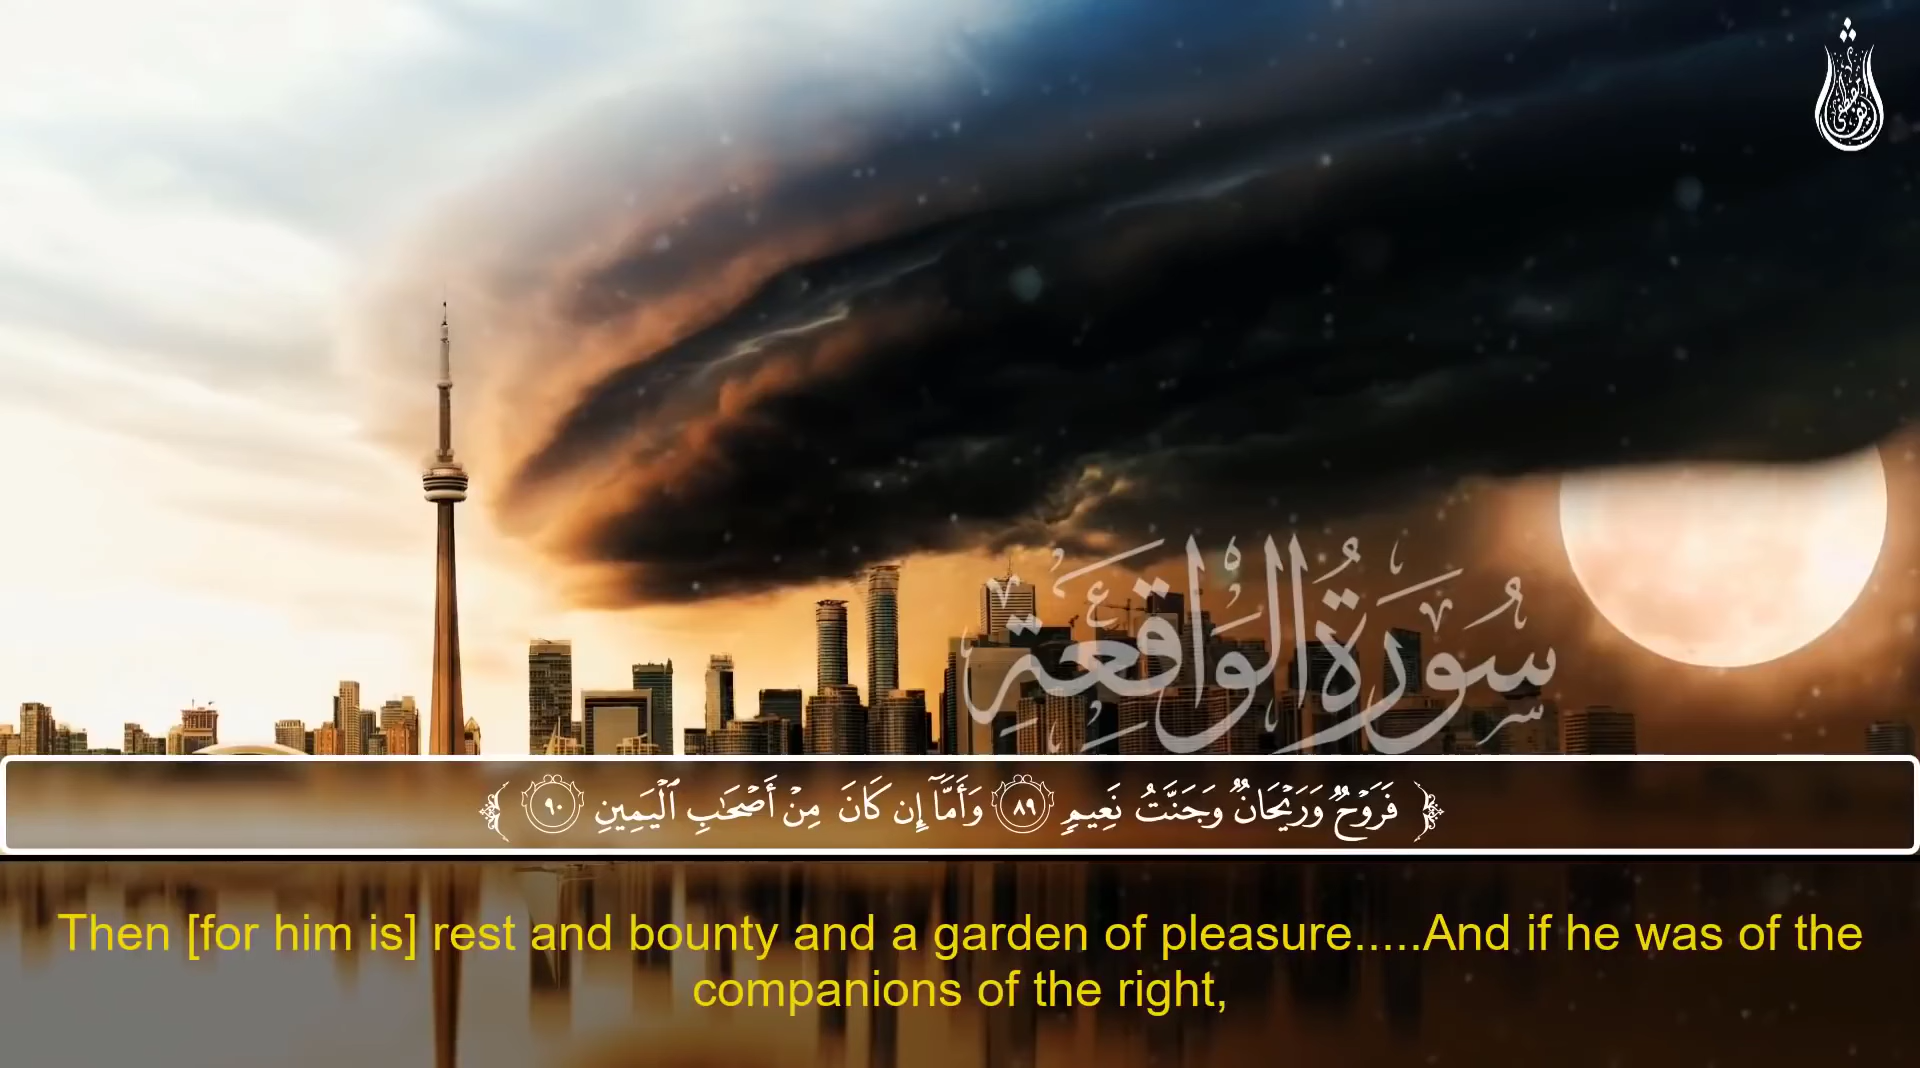 سُورَةُ الوَاقِعَةِ
فَرَوْحٌ وَرَيْحَانٌ وَجَنَّتُ نَعِيمٍ ٨٩ وَأَمَّآ إِن كَانَ مِنْ أَصْحَٰبِ ٱلْيَمِينِ ٩٠
Then [for him is] rest and bounty and a garden of pleasure.....And if he was of the
companions of the right,